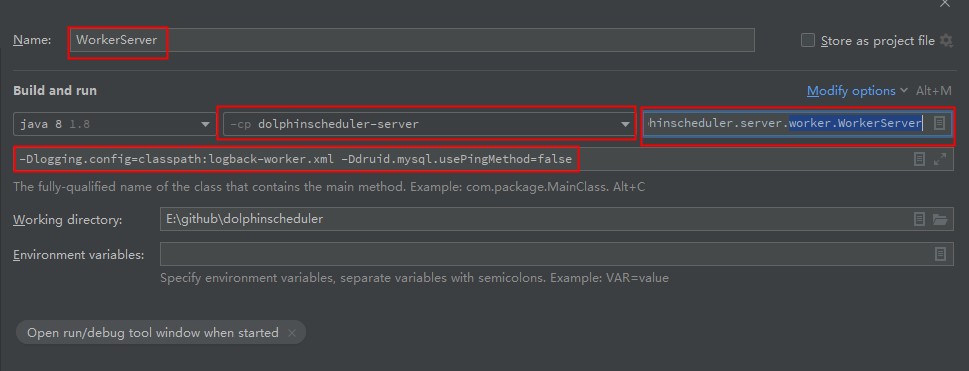 Name: WorkerServer Store as project file
Build and run Modify options Alt+M
java 8 1.8 -cp dolphinscheduler-server hinscheduler.server.worker.WorkerServer
-Dlogging.config=classpath:logback-worker.xml -Ddruid.mysql.usePingMethod=false
The fully-qualified name of the class that contains the main method. Example: com.package.MainClass. Alt+C
Working directory: E:\github\dolphinscheduler
Environment variables:
Specify environment variables, separate variables with semicolons. Example: VAR=value
Open run/debug tool window when started